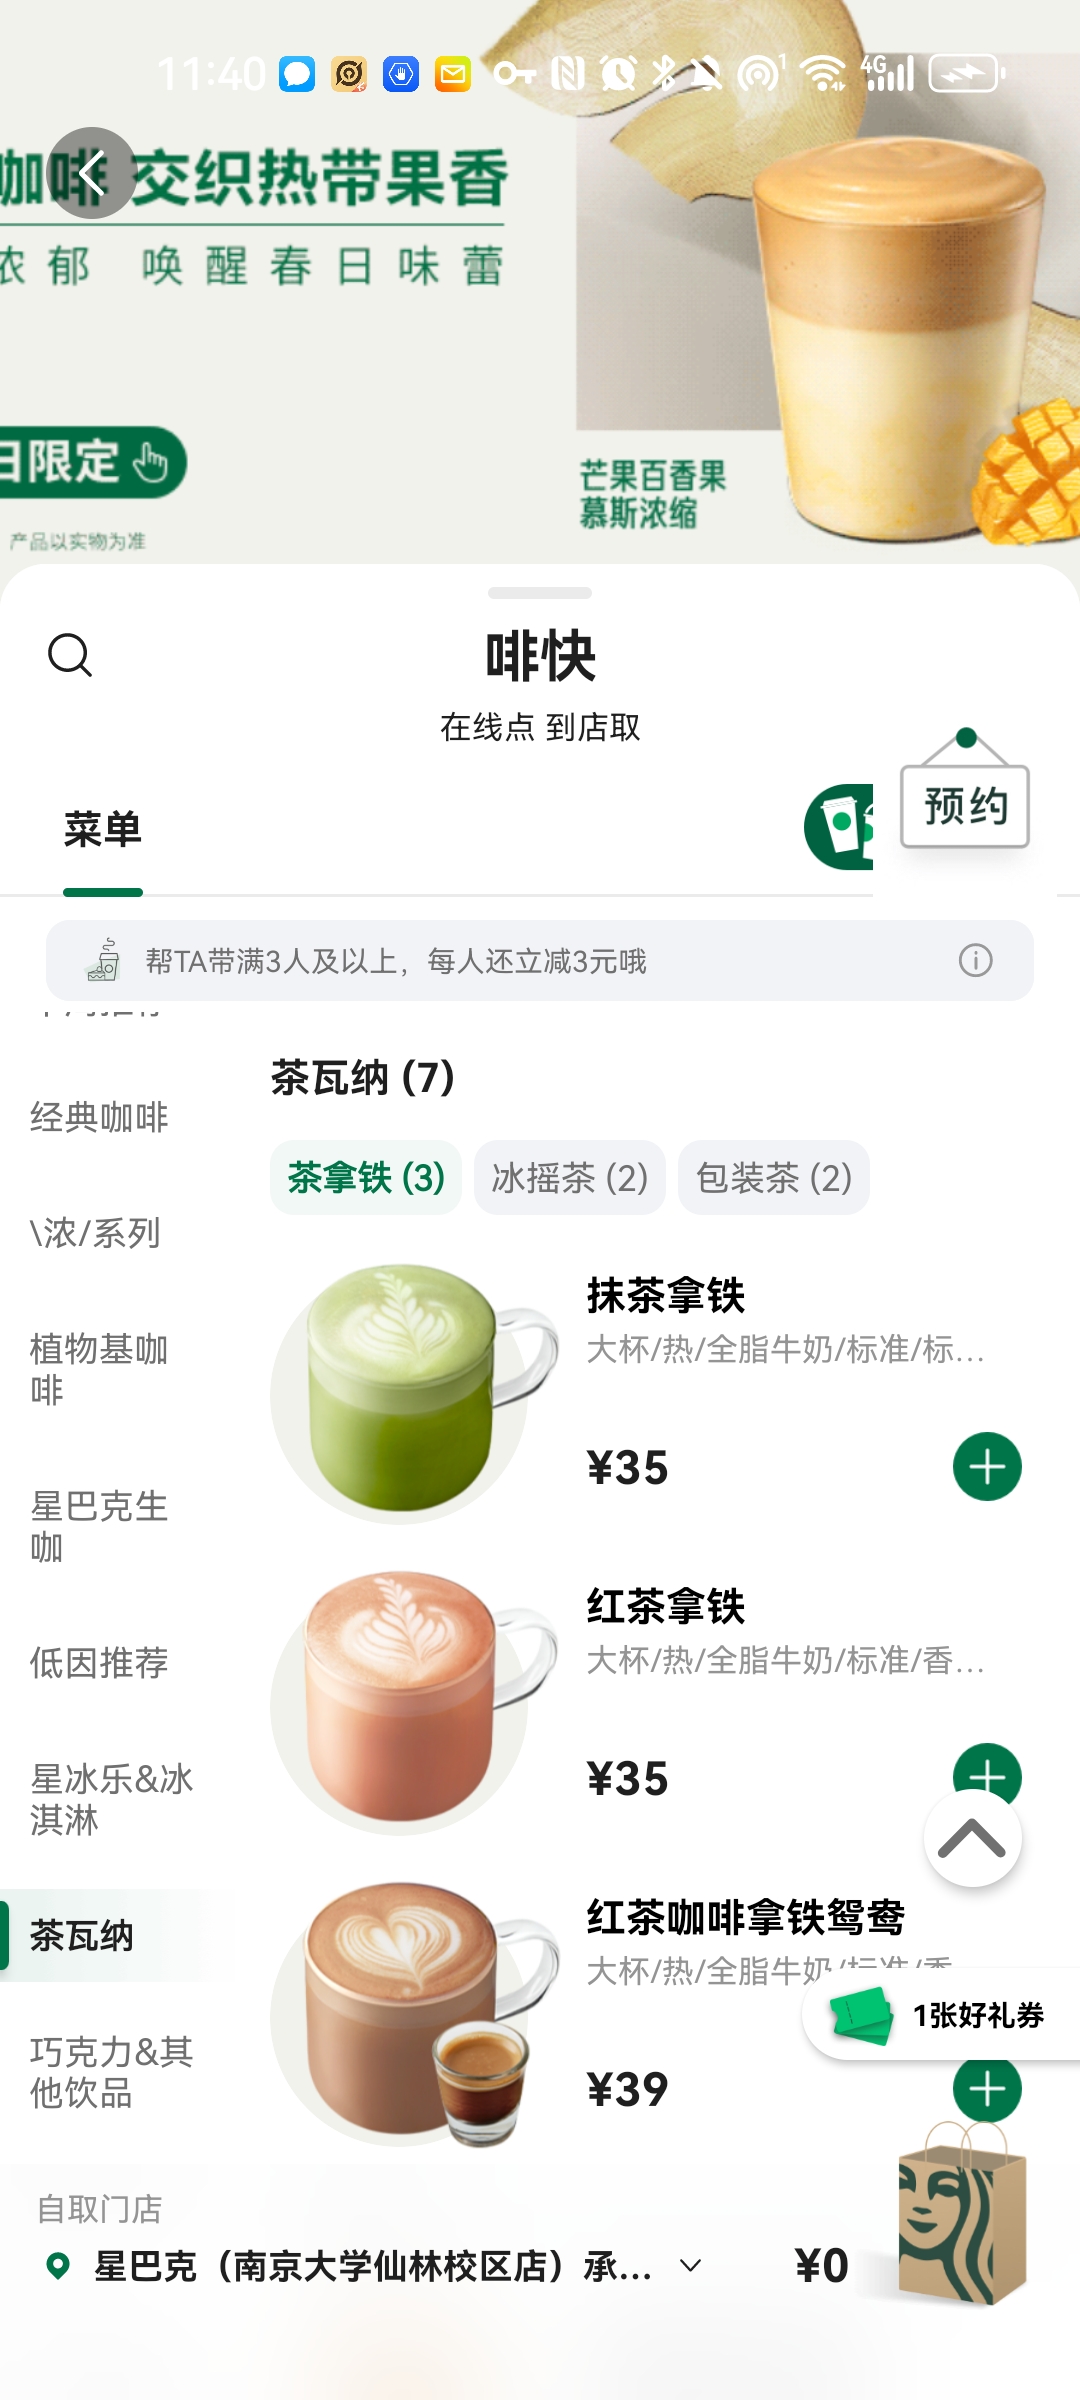 11:40
4G
1
咖啡 交织热带果香
浓郁 唤醒春日味蕾
日限定
产品以实物为准
芒果百香果
慕斯浓缩
啡快
在线点 到店取
预约
菜单
帮TA带满3人及以上，每人还立减3元哦
茶瓦纳 (7)
经典咖啡
茶拿铁 (3)
冰摇茶 (2)
包装茶 (2)
\浓/系列
抹茶拿铁
大杯/热/全脂牛奶/标准/标...
植物基咖
啡
¥35
星巴克生
咖
红茶拿铁
大杯/热/全脂牛奶/标准/香...
低因推荐
¥35
星冰乐&冰
淇淋
茶瓦纳
红茶咖啡拿铁鸳鸯
大杯/热/全脂牛奶/标准/香
1张好礼券
巧克力&其
他饮品
¥39
自取门店
星巴克（南京大学仙林校区店）承...
¥0